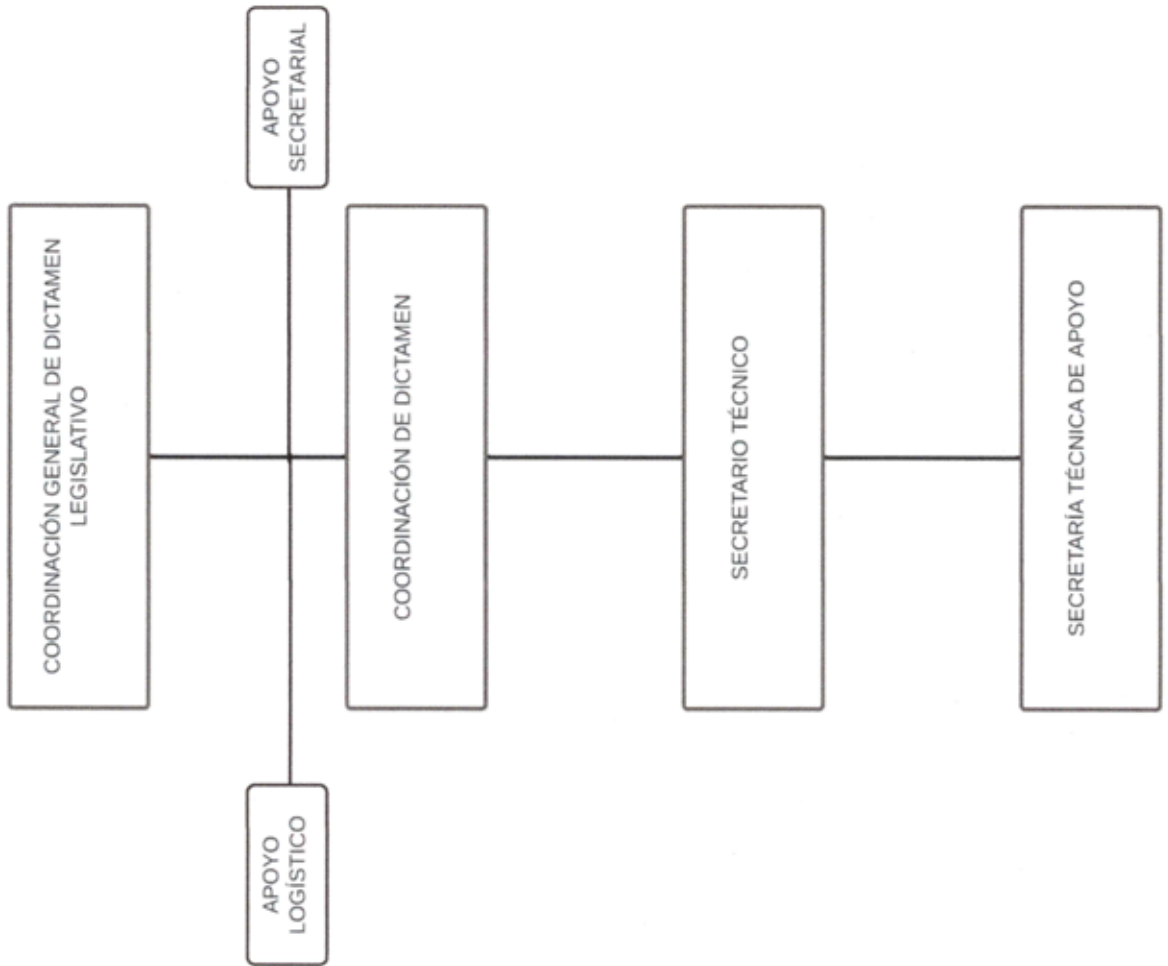 COORDINACIÓN GENERAL DE DICTAMEN
LEGISLATIVO
APOYO
LOGÍSTICO
APOYO
SECRETARIAL
COORDINACIÓN DE DICTAMEN
SECRETARIO TÉCNICO
SECRETARÍA TÉCNICA DE APOYO